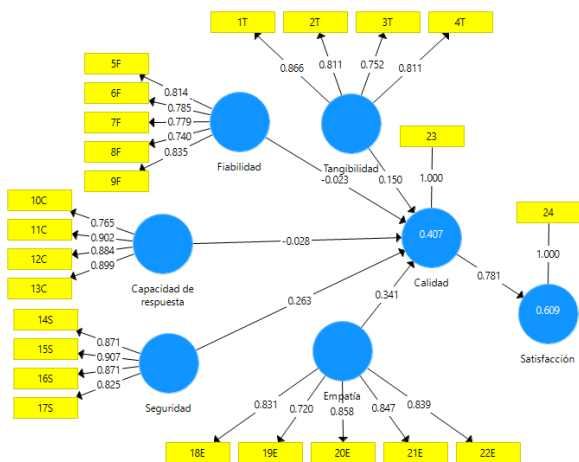 1T
2T
3T
4T
0.866
0.811
0.752
0.811
5F
6F
7F
8F
9F
0.814
0.785
0.779
0.740
0.835
Fiabilidad
Tangibilidad
23
1.000
-0.023
0.150
10C
11C
12C
13C
0.765
0.902
0.884
0.899
Capacidad de
respuesta
-0.028
0.407
Calidad
24
1.000
0.781
0.609
Satisfacción
0.263
0.341
14S
15S
16S
17S
0.871
0.907
0.871
0.825
Seguridad
Empatía
0.831
0.720
0.858
0.847
0.839
18E
19E
20E
21E
22E